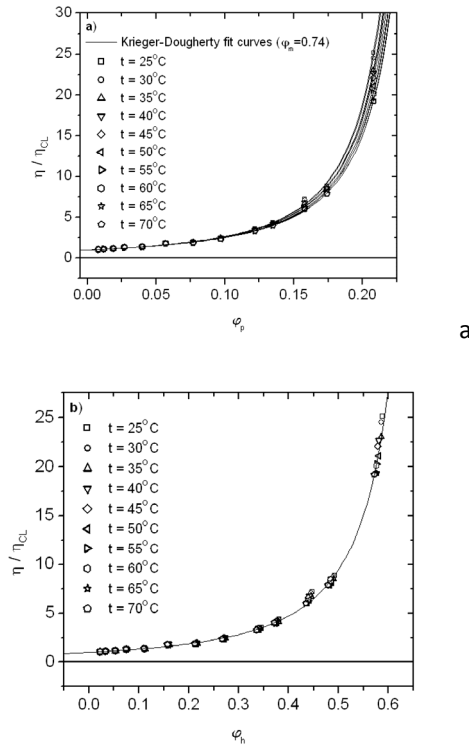 a)
Krieger-Dougherty fit curves (φm=0.74)
t = 25°C
t = 30°C
t = 35°C
t = 40°C
t = 45°C
t = 50°C
t = 55°C
t = 60°C
t = 65°C
t = 70°C
30
25
20
15
10
5
0
η / ηCL
0.00 0.05 0.10 0.15 0.20
φp
a
b)
t = 25°C
t = 30°C
t = 35°C
t = 40°C
t = 45°C
t = 50°C
t = 55°C
t = 60°C
t = 65°C
t = 70°C
25
20
15
10
5
0
η / ηCL
0.0 0.1 0.2 0.3 0.4 0.5 0.6
φh